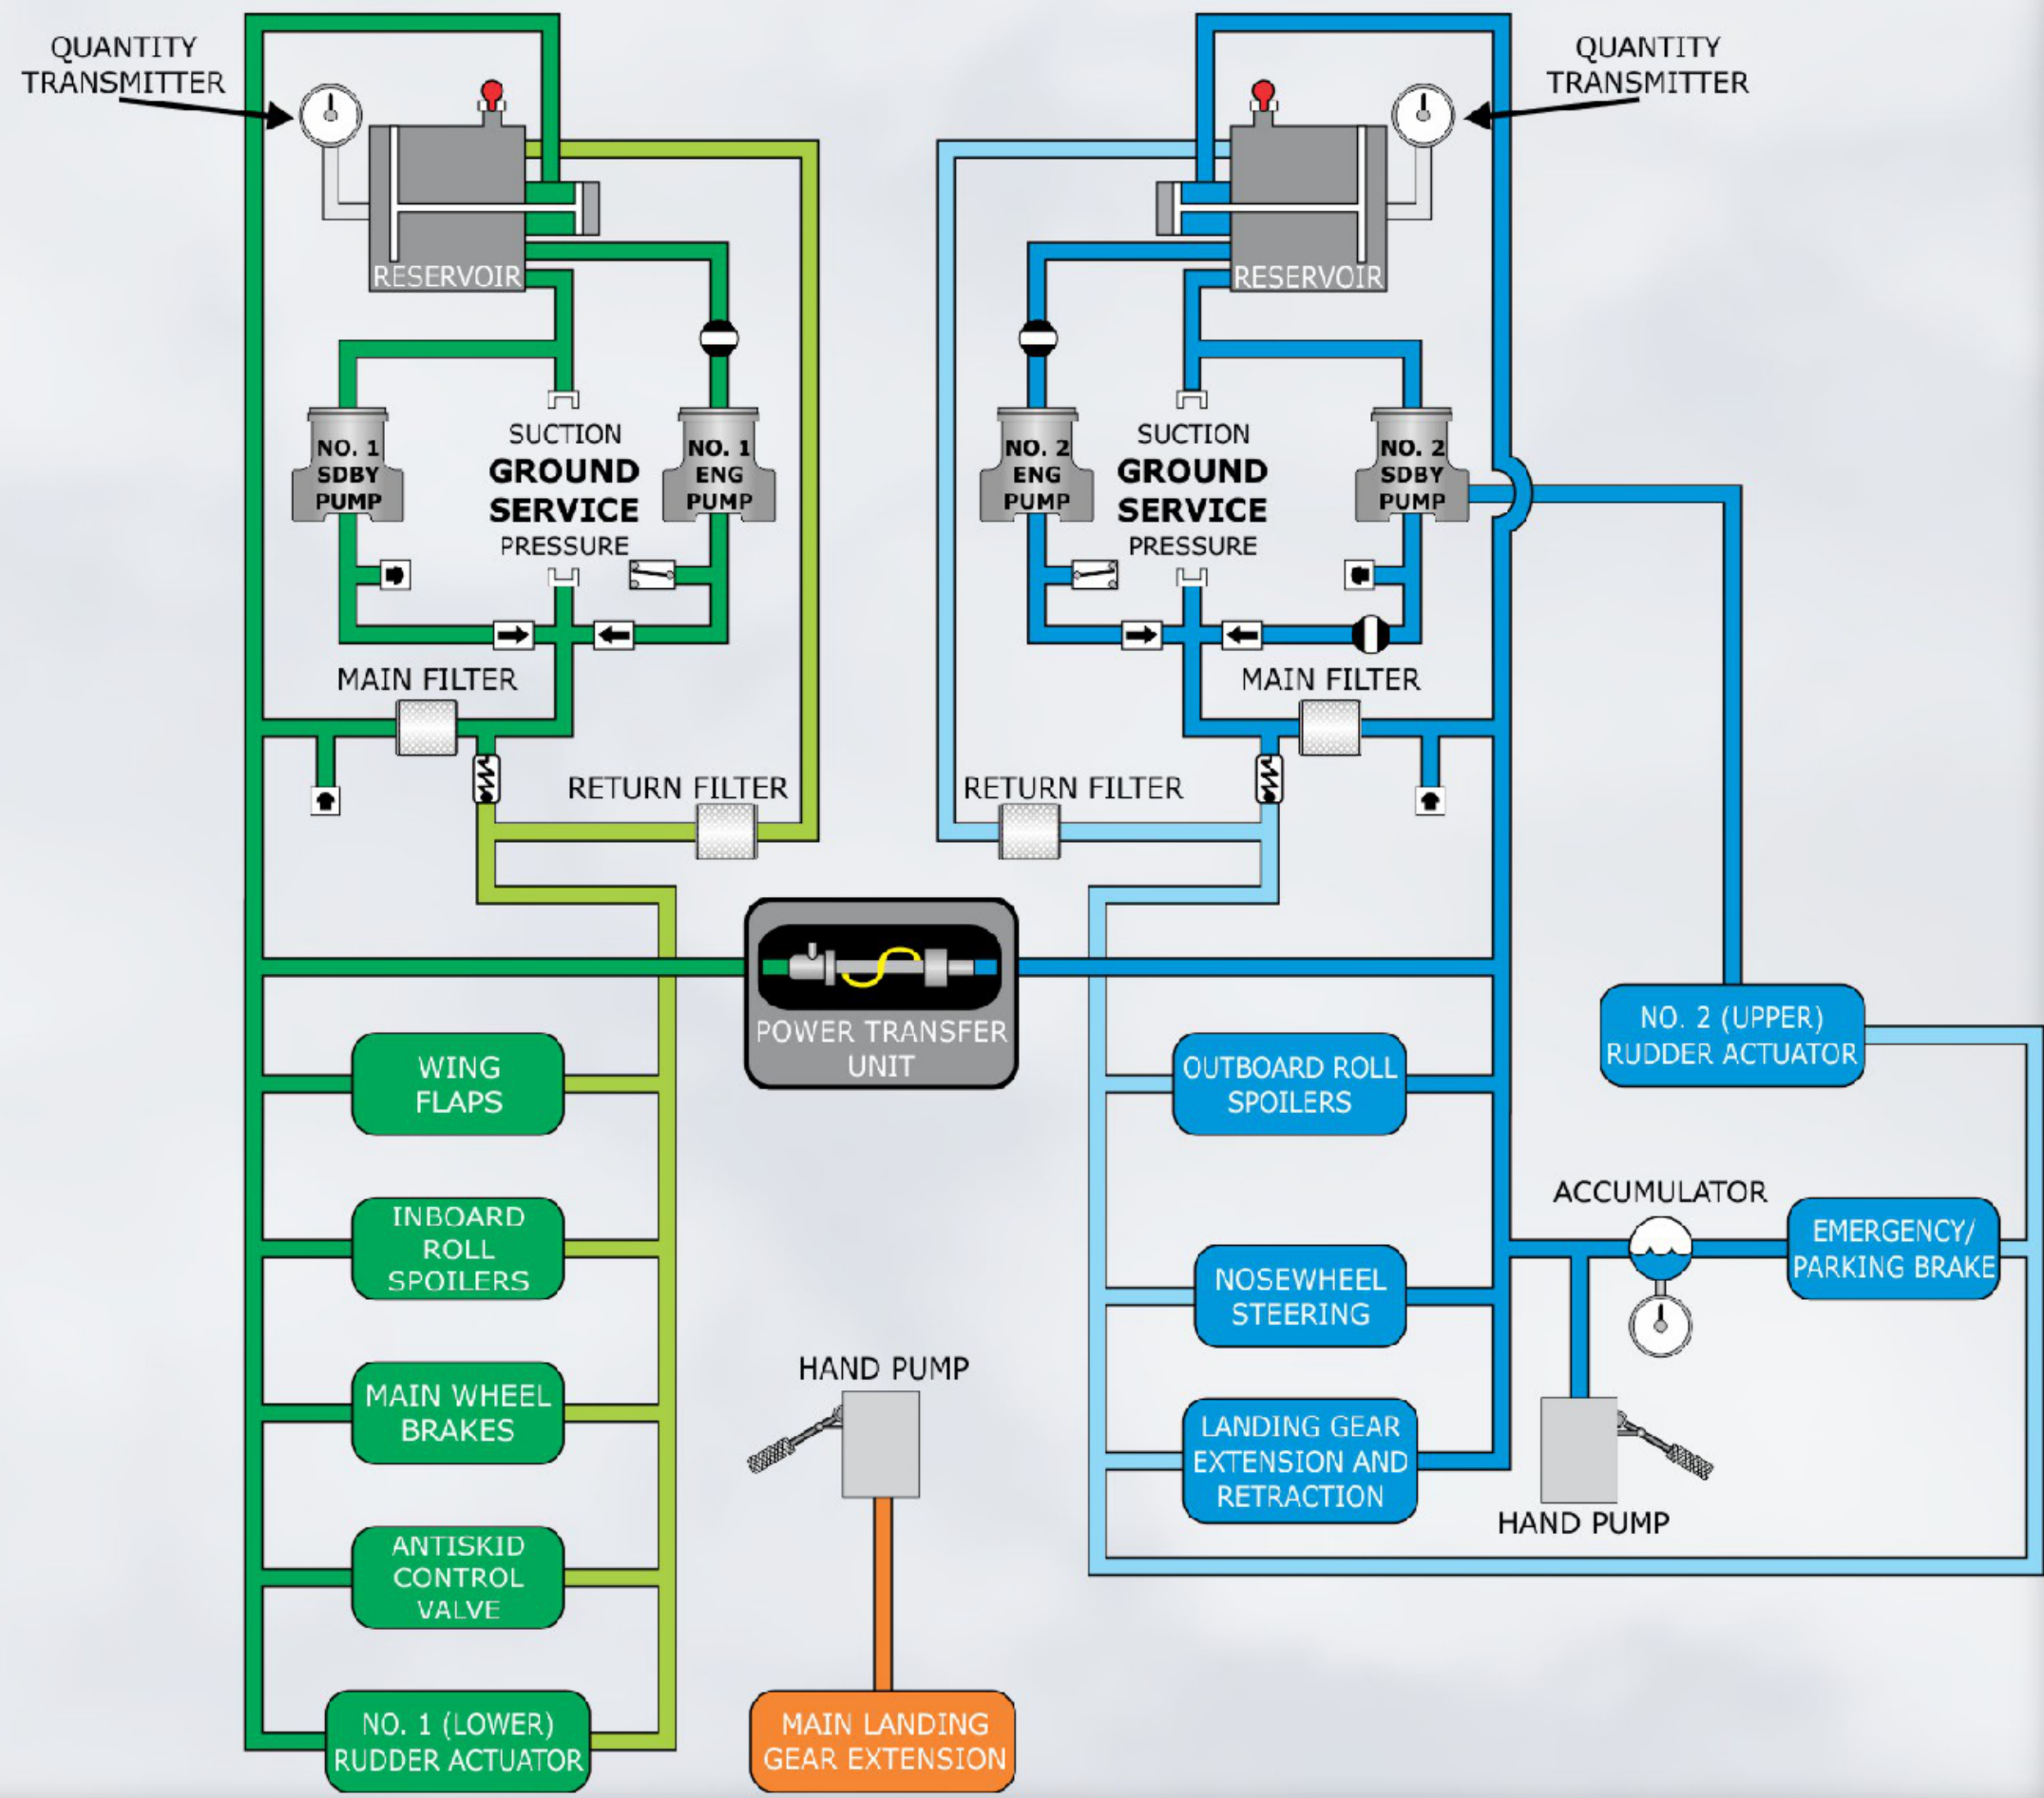 QUANTITY
TRANSMITTER
QUANTITY
TRANSMITTER
RESERVOIR
RESERVOIR
NO. 1
SDBY
PUMP
SUCTION
GROUND
SERVICE
PRESSURE
NO. 1
ENG
PUMP
NO. 2
ENG
PUMP
SUCTION
GROUND
SERVICE
PRESSURE
NO. 2
SDBY
PUMP
MAIN FILTER
MAIN FILTER
RETURN FILTER
RETURN FILTER
POWER TRANSFER
UNIT
NO. 2 (UPPER)
RUDDER ACTUATOR
WING
FLAPS
OUTBOARD ROLL
SPOILERS
INBOARD
ROLL
SPOILERS
ACCUMULATOR
EMERGENCY/
PARKING BRAKE
NOSEWHEEL
STEERING
MAIN WHEEL
BRAKES
HAND PUMP
LANDING GEAR
EXTENSION AND
RETRACTION
HAND PUMP
ANTISKID
CONTROL
VALVE
NO. 1 (LOWER)
RUDDER ACTUATOR
MAIN LANDING
GEAR EXTENSION